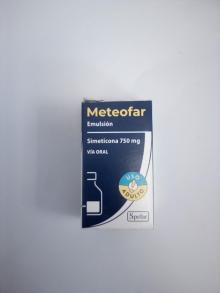 Meteofar
Emulsión
Simeticona 750 mg
VÍA ORAL
USO
ADULTO
Spefar